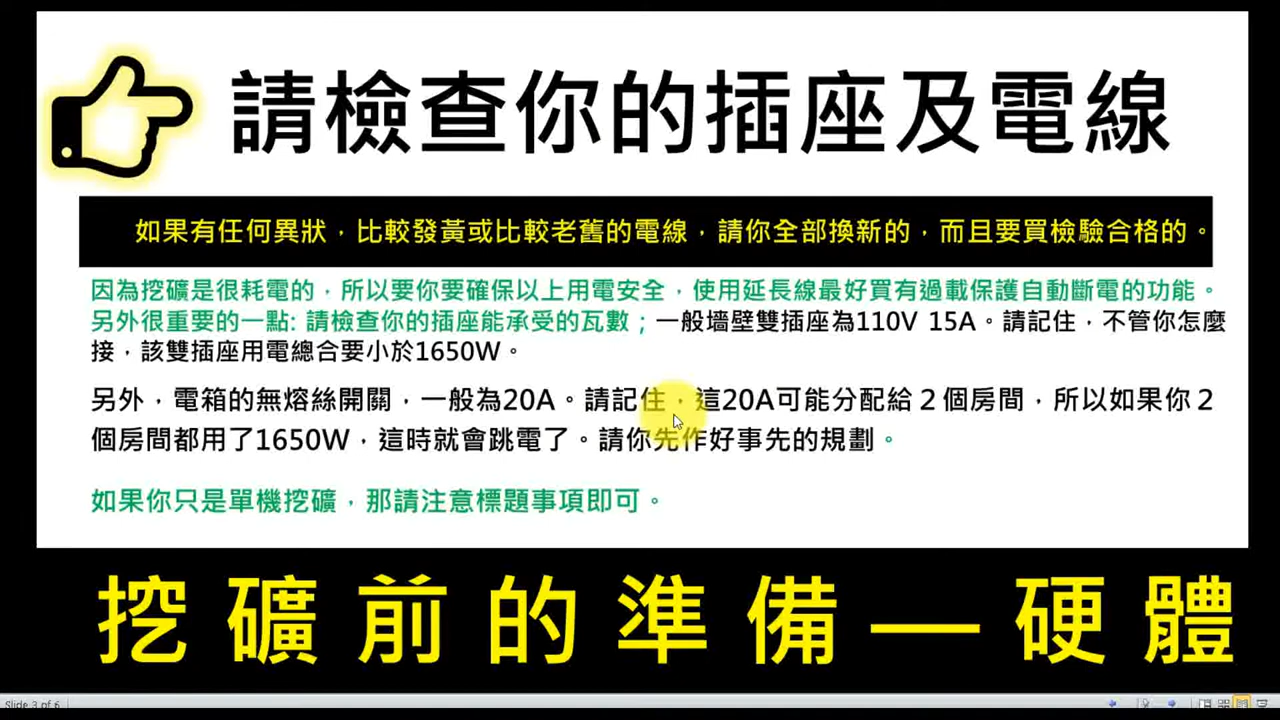 請檢查你的插座及電線
如果有任何異狀，比較發黃或比較老舊的電線，請你全部換新的，而且要買檢驗合格的。
因為挖礦是很耗電的，所以要你要確保以上用電安全，使用延長線最好買有過載保護自動斷電的功能。
另外很重要的一點: 請檢查你的插座能承受的瓦數；一般墻壁雙插座為110V 15A。請記住，不管你怎麼
接，該雙插座用電總合要小於1650W。
另外，電箱的無熔絲開關，一般為20A。請記住，這20A可能分配給２個房間，所以如果你２
個房間都用了1650W，這時就會跳電了。請你先作好事先的規劃。
如果你只是單機挖礦，那請注意標題事項即可。
挖礦前的準備—硬體
Slide 3 of 6